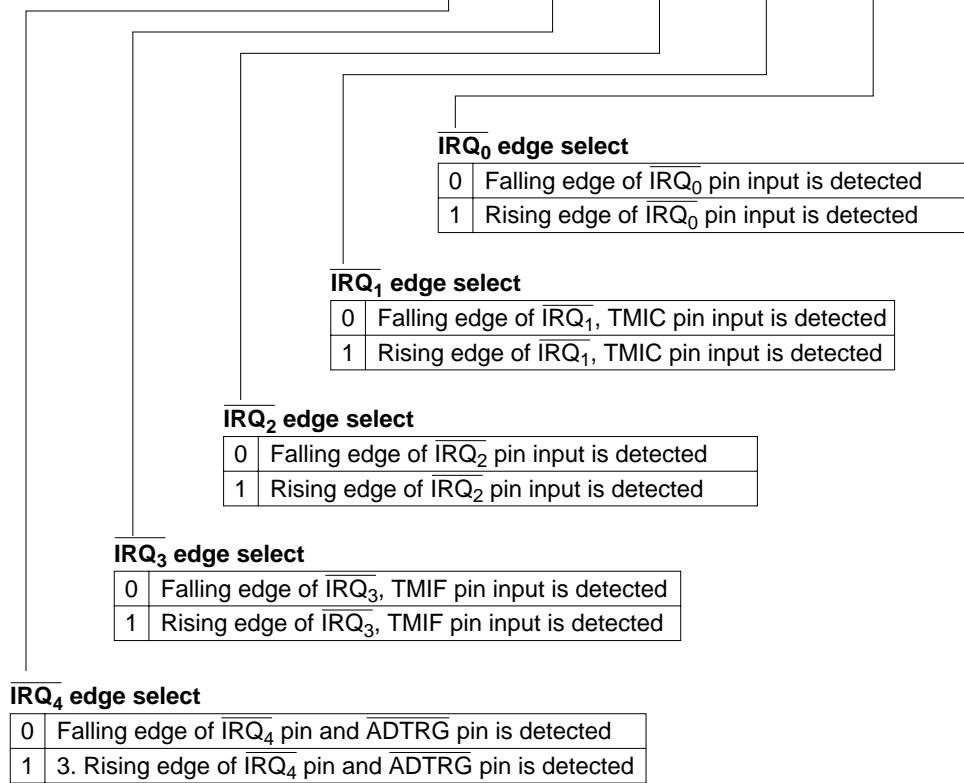 IRQ0 edge select
0 Falling edge of IRQ0 pin input is detected
1 Rising edge of IRQ0 pin input is detected
IRQ1 edge select
0 Falling edge of IRQ1, TMIC pin input is detected
1 Rising edge of IRQ1, TMIC pin input is detected
IRQ2 edge select
0 Falling edge of IRQ2 pin input is detected
1 Rising edge of IRQ2 pin input is detected
IRQ3 edge select
0 Falling edge of IRQ3, TMIF pin input is detected
1 Rising edge of IRQ3, TMIF pin input is detected
IRQ4 edge select
0 Falling edge of IRQ4 pin and ADTRG pin is detected
1 3. Rising edge of IRQ4 pin and ADTRG pin is detected